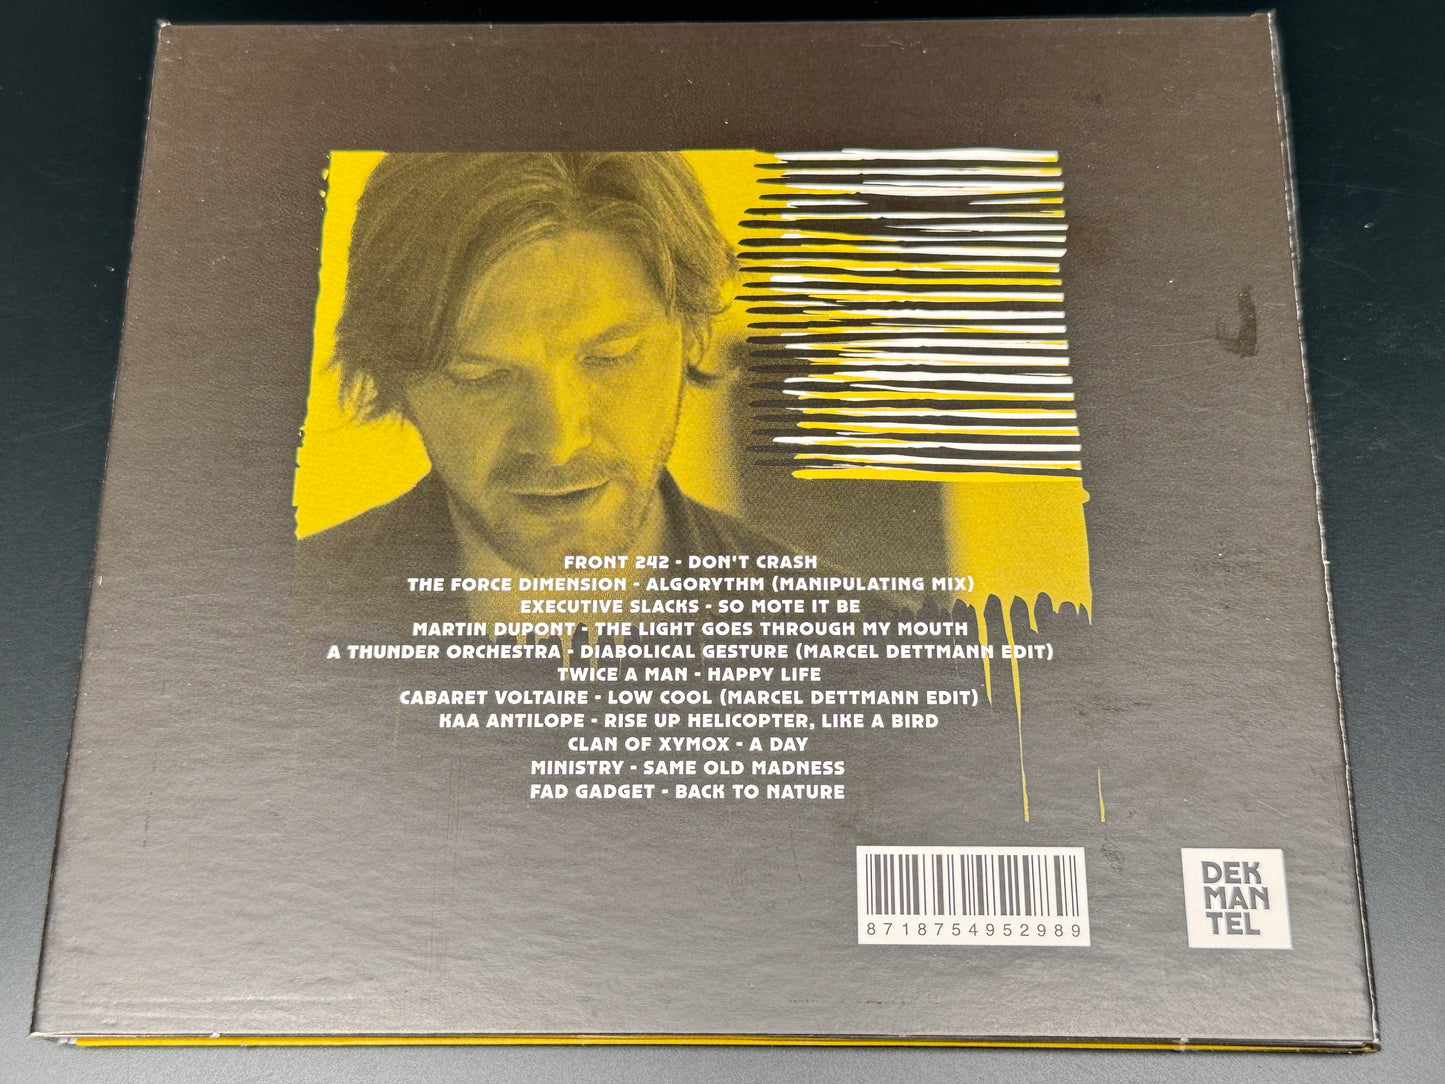 FRONT 242 - DON'T CRASH
THE FORCE DIMENSION - ALGORYTHM (MANIPULATING MIX)
EXECUTIVE SLACKS - SO MOTE IT BE
MARTIN DUPONT - THE LIGHT GOES THROUGH MY MOUTH
A THUNDER ORCHESTRA - DIABOLICAL GESTURE (MARCEL DETTMANN EDIT)
TWICE A MAN - HAPPY LIFE
CABARET VOLTAIRE - LOW COOL (MARCEL DETTMANN EDIT)
KAA ANTILOPE - RISE UP HELICOPTER, LIKE A BIRD
CLAN OF XYMOX - A DAY
MINISTRY - SAME OLD MADNESS
FAD GADGET - BACK TO NATURE
8718754952989
DEK
MAN
TEL